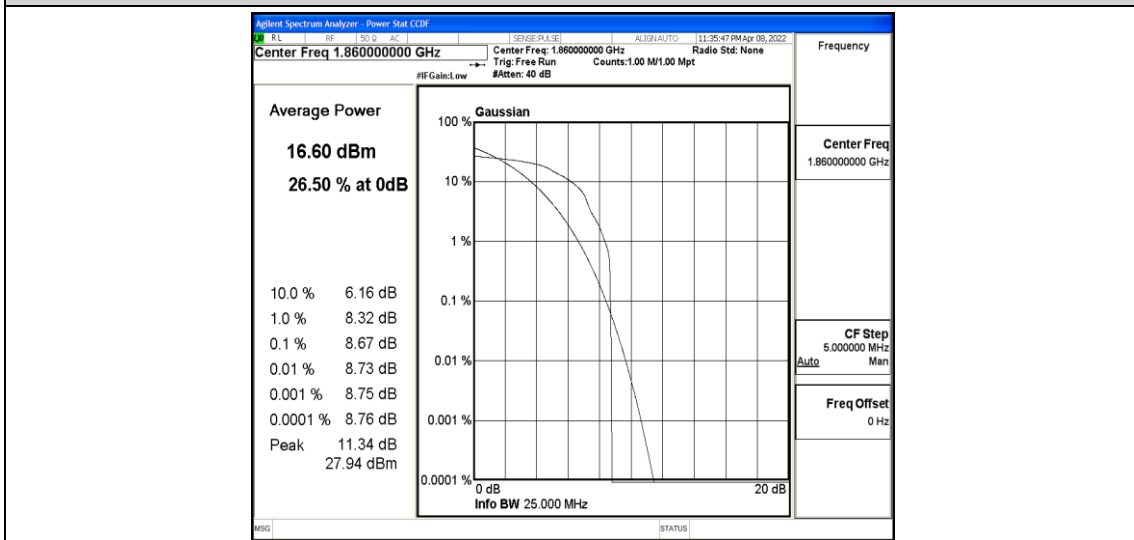 Agilent Spectrum Analyzer - Power Stat CCDF
RL RF 50 Ω AC SENSE:PULSE ALIGN AUTO 11:35:47 PM Apr 08, 2022
Center Freq 1.860000000 GHz
Center Freq: 1.860000000 GHz Radio Std: None
Trig: Free Run Counts:1.00 M/1.00 Mpt
#IFGain:Low #Atten: 40 dB
Frequency
Average Power
16.60 dBm
26.50 % at 0dB
10.0 % 6.16 dB
1.0 % 8.32 dB
0.1 % 8.67 dB
0.01 % 8.73 dB
0.001 % 8.75 dB
0.0001 % 8.76 dB
Peak 11.34 dB
27.94 dBm
Gaussian
100 %
10 %
1 %
0.1 %
0.01 %
0.001 %
0.0001 %
0 dB 20 dB
Info BW 25.000 MHz
Center Freq
1.860000000 GHz
CF Step
5.000000 MHz
Auto Man
Freq Offset
0 Hz
MSG STATUS